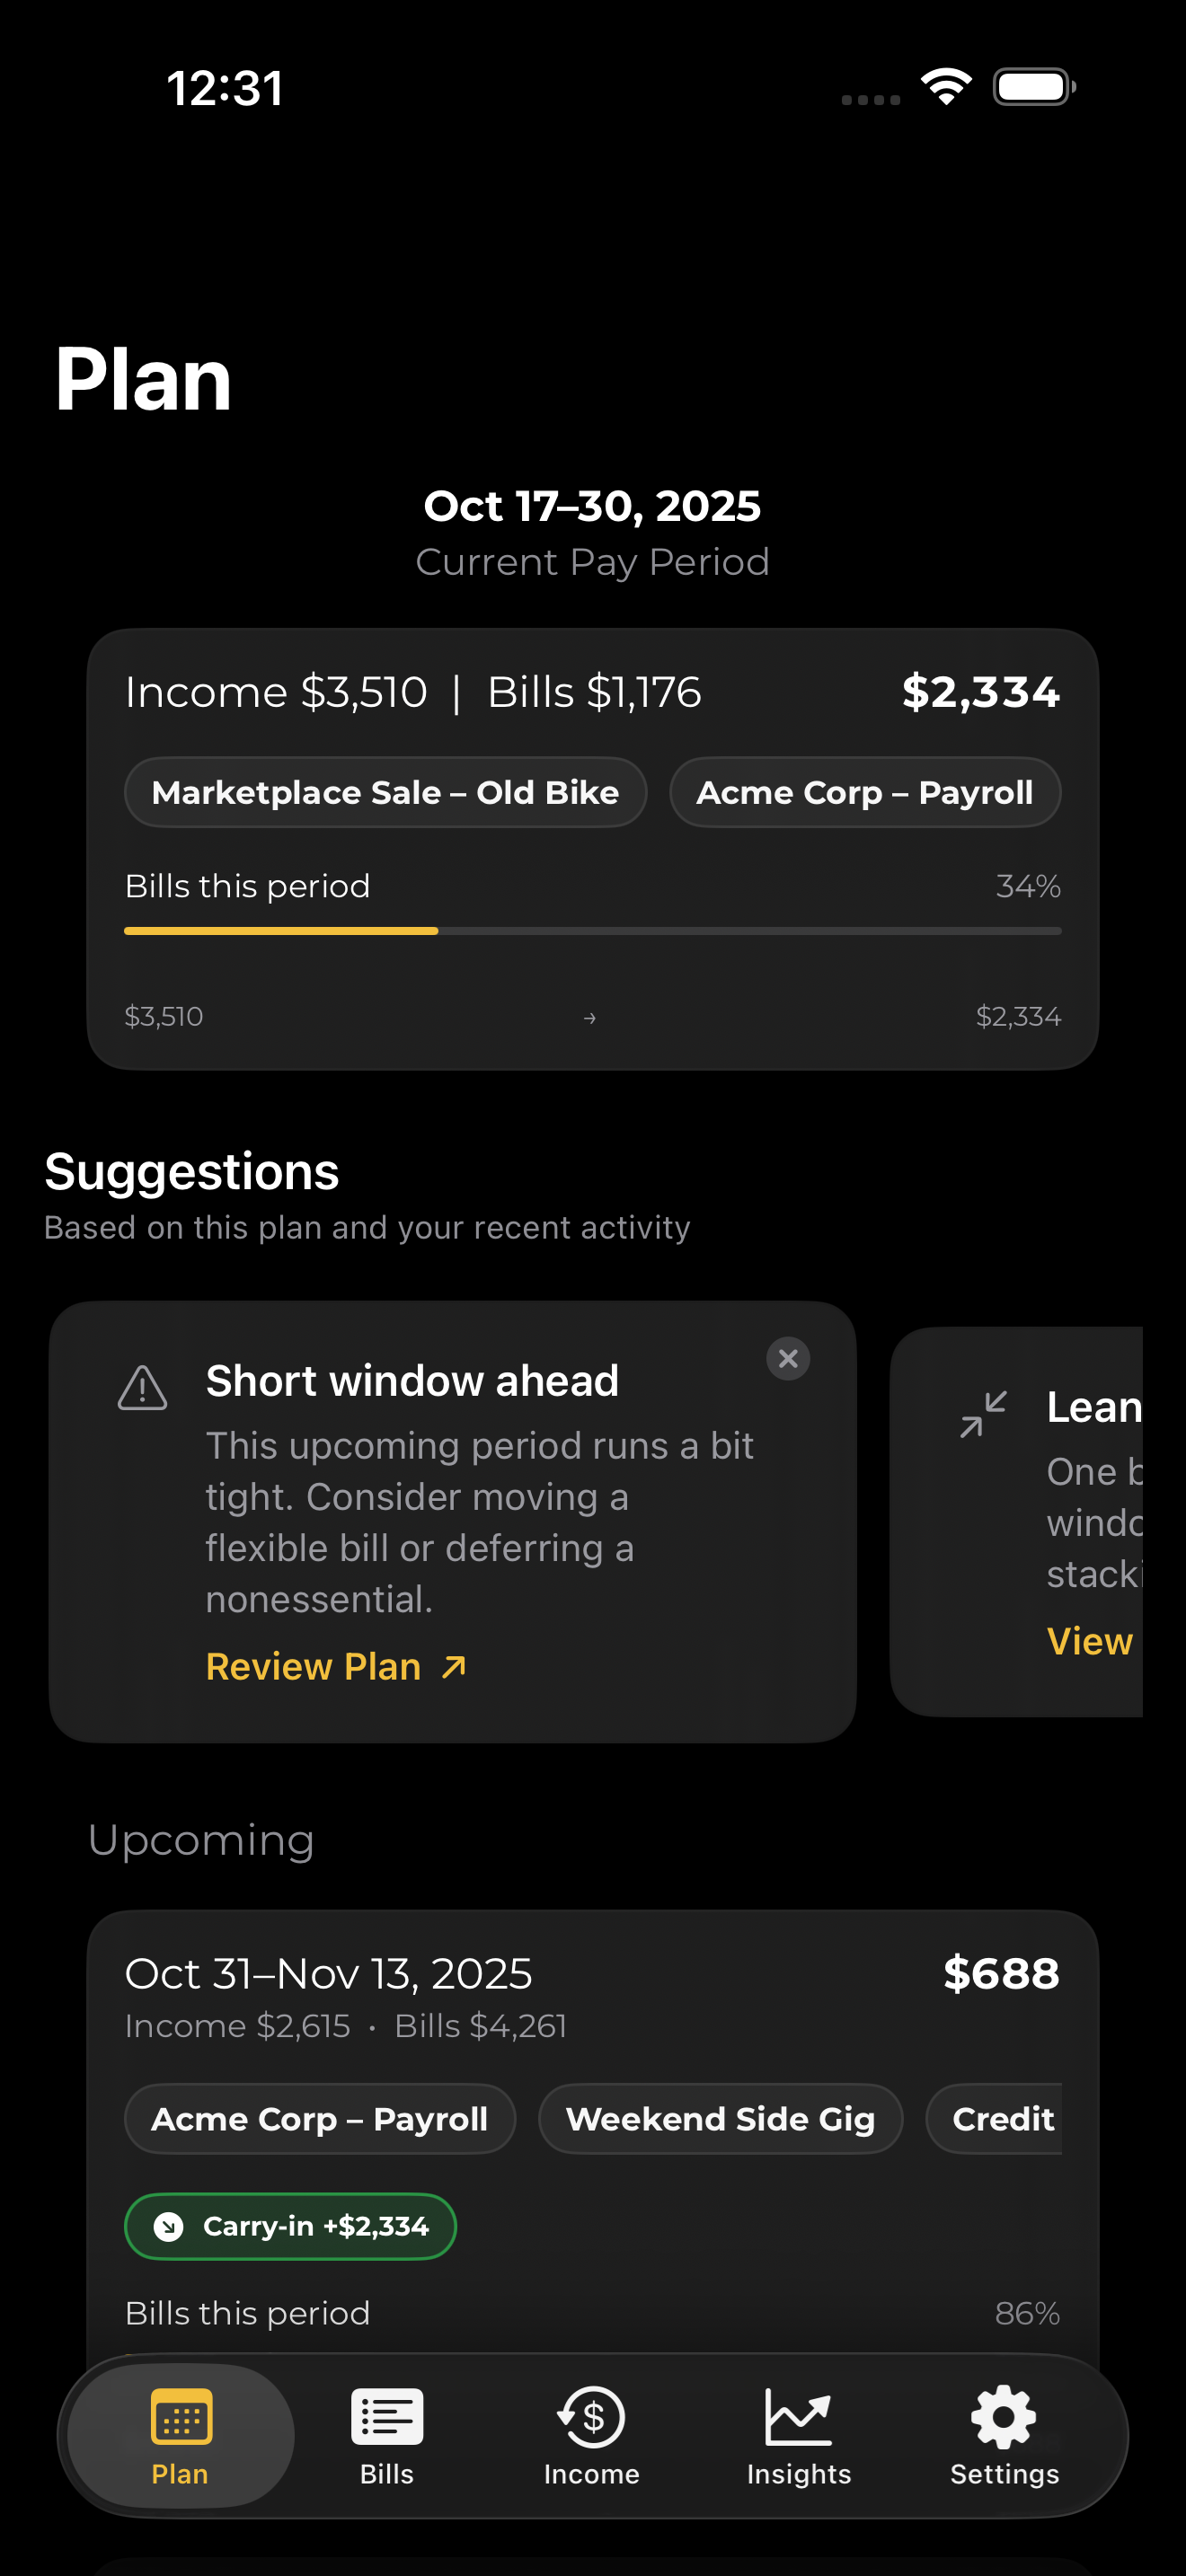 12:31
Plan
Oct 17–30, 2025
Current Pay Period
Income $3,510 | Bills $1,176 $2,334
Marketplace Sale – Old Bike Acme Corp – Payroll
Bills this period 34%
$3,510 → $2,334
Suggestions
Based on this plan and your recent activity
Short window ahead
This upcoming period runs a bit
tight. Consider moving a
flexible bill or deferring a
nonessential.
Review Plan ↗
Lean
One b
windo
stacki
View
Upcoming
Oct 31–Nov 13, 2025 $688
Income $2,615 • Bills $4,261
Acme Corp – Payroll Weekend Side Gig Credit
Carry-in +$2,334
Bills this period 86%
Plan Bills Income Insights Settings